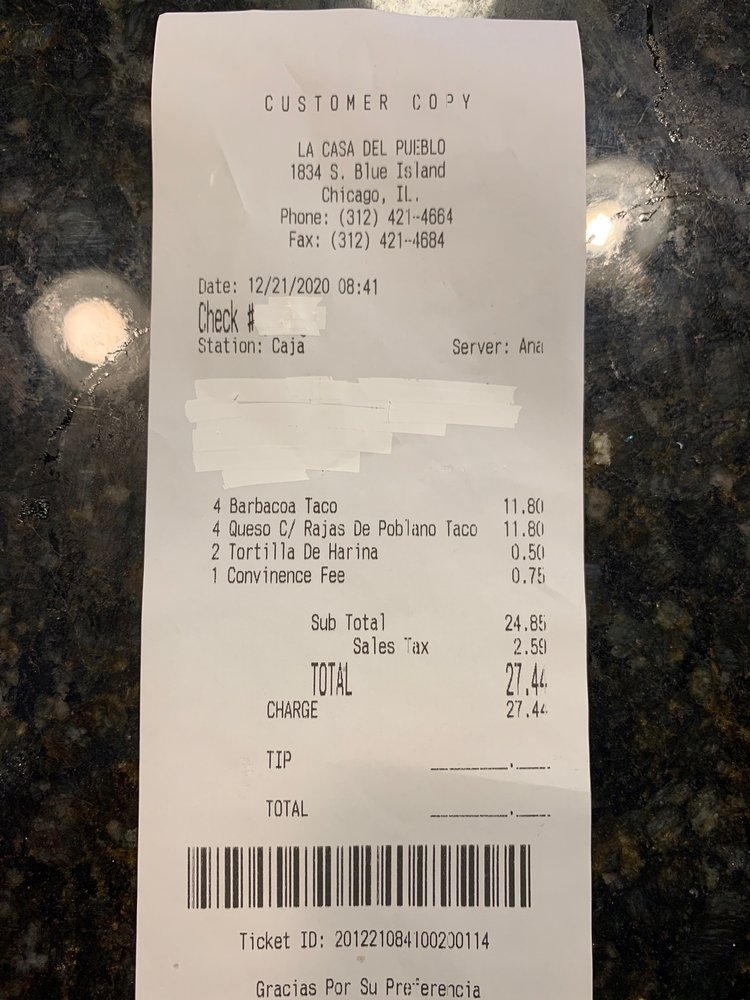 CUSTOMER COPY
LA CASA DEL PUEBLO
1834 S. Blue Island
Chicago, IL.
Phone: (312) 421-4664
Fax: (312) 421-4684
Date: 12/21/2020 08:41
Check #
Station: Caja
Server: Ana
4 Barbacoa Taco 11.80
4 Queso C/ Rajas De Poblano Taco 11.80
2 Tortilla De Harina 0.50
1 Convinence Fee 0.75
Sub Total 24.85
Sales Tax 2.59
TOTAL 27.44
CHARGE 27.44
TIP
TOTAL
Ticket ID: 201221084100200114
Gracias Por Su Preferencia